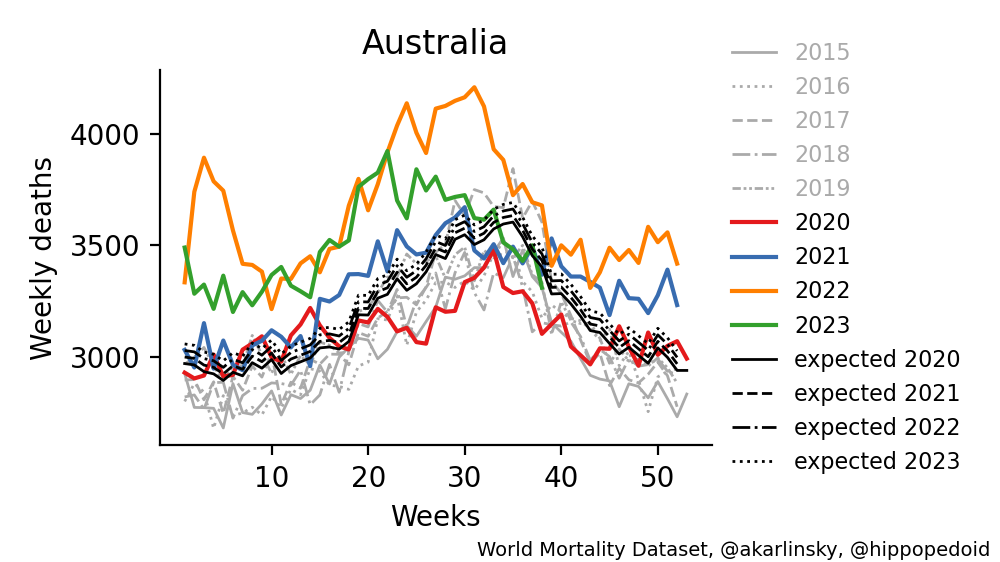 Australia
Weekly deaths
4000
3500
3000
10 20 30 40 50
Weeks
2015
2016
2017
2018
2019
2020
2021
2022
2023
expected 2020
expected 2021
expected 2022
expected 2023
World Mortality Dataset, @akarlinsky, @hippopedoid